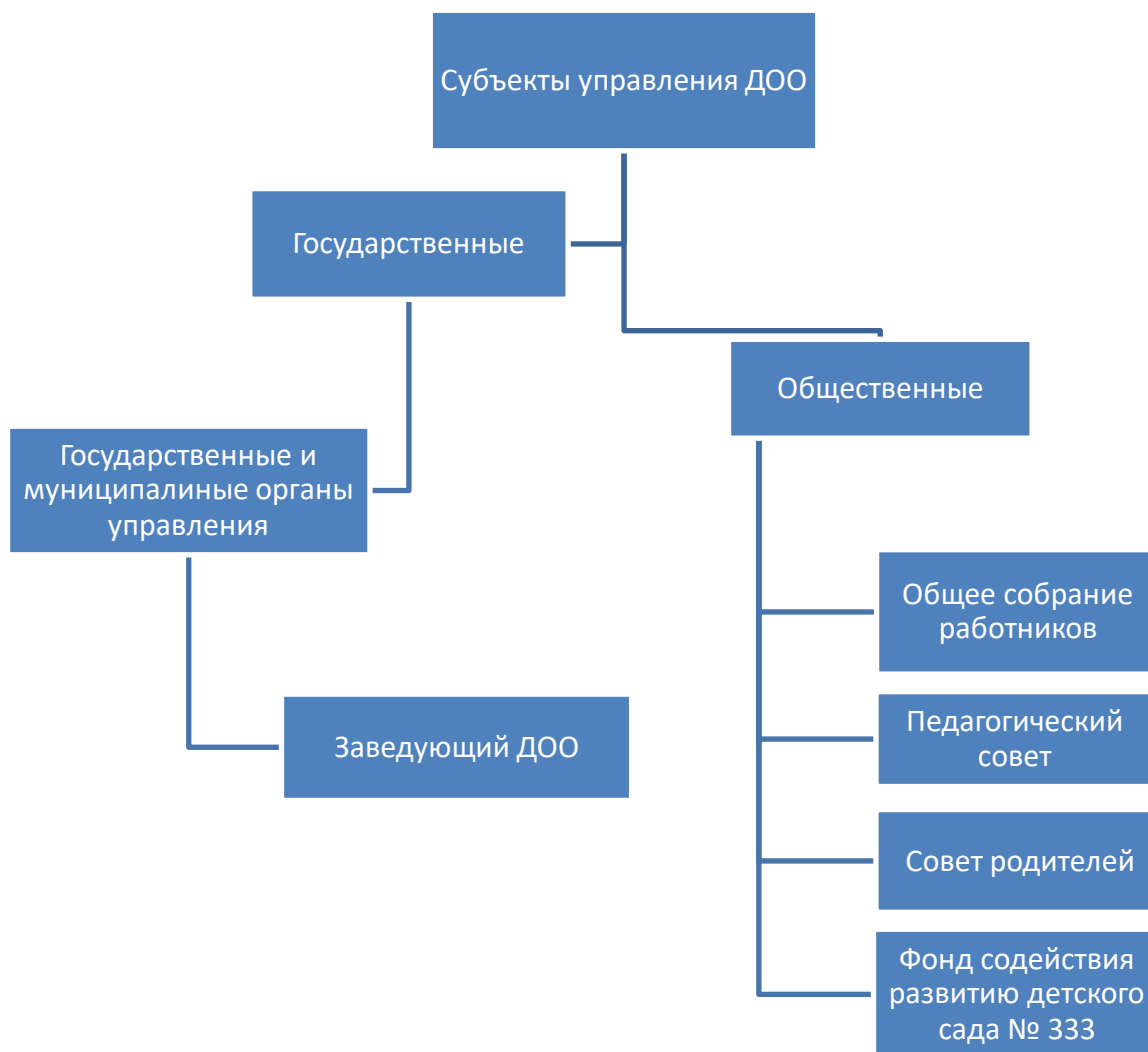 Субъекты управления ДОО
Государственные
Общественные
Государственные и
муниципалиные органы
управления
Общее собрание
работников
Заведующий ДОО
Педагогический
совет
Совет родителей
Фонд содействия
развитию детского
сада № 333